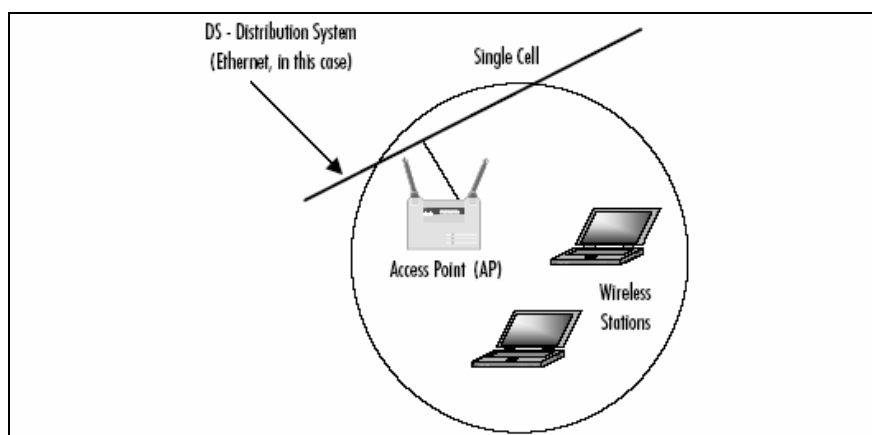 DS - Distribution System
(Ethernet, in this case)
Single Cell
Access Point (AP)
Wireless
Stations